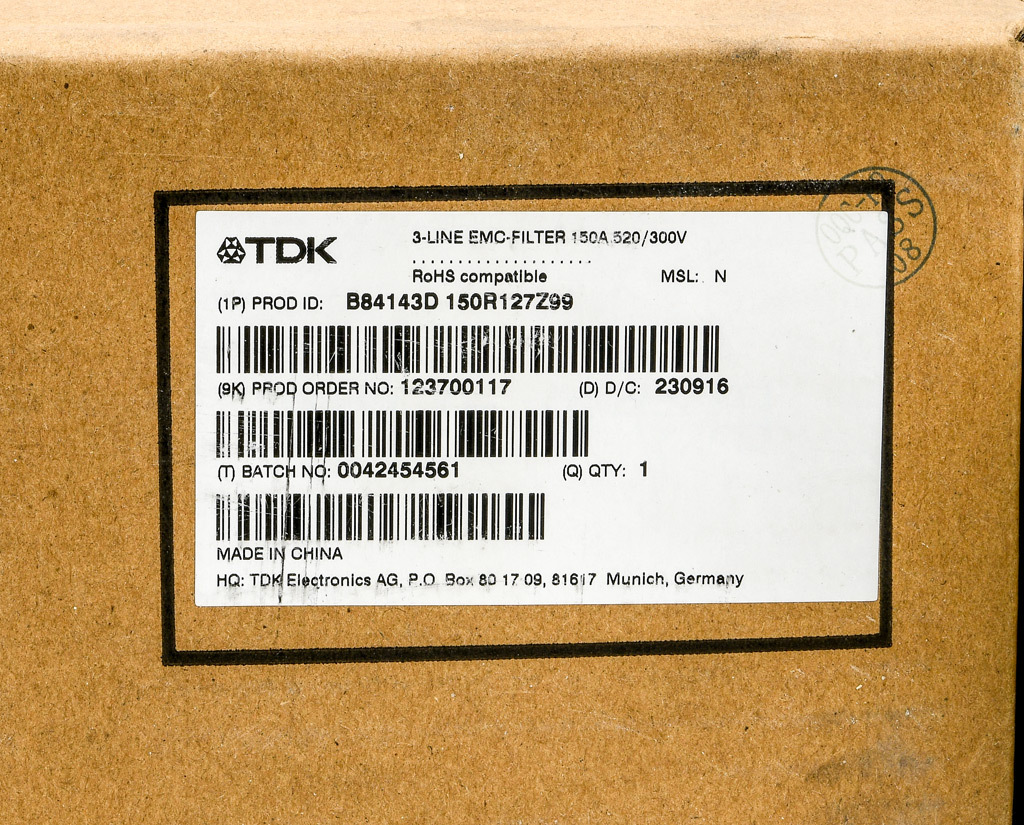 TDK
3-LINE EMC-FILTER 150A 520/300V
.....................
RoHS compatible MSL: N
(1P) PROD ID: B84143D 150R127Z99
(9K) PROD ORDER NO: 123700117 (D) D/C: 230916
(T) BATCH NO: 0042454561 (Q) QTY: 1
MADE IN CHINA
HQ: TDK Electronics AG, P.O. Box 80 17 09, 81617 Munich, Germany
PASS
08